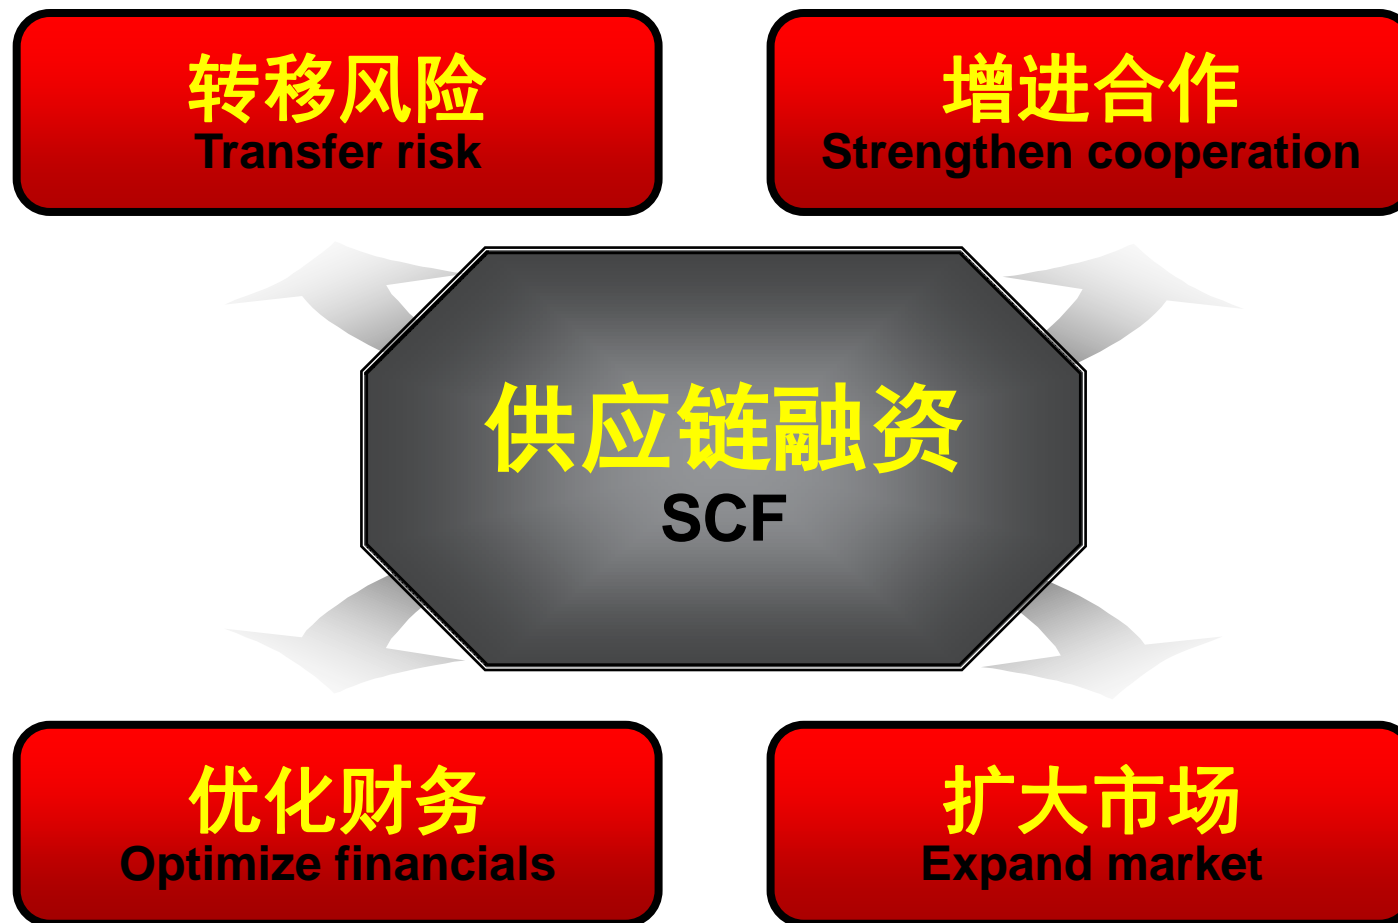 转移风险
Transfer risk
增进合作
Strengthen cooperation
供应链融资
SCF
优化财务
Optimize financials
扩大市场
Expand market